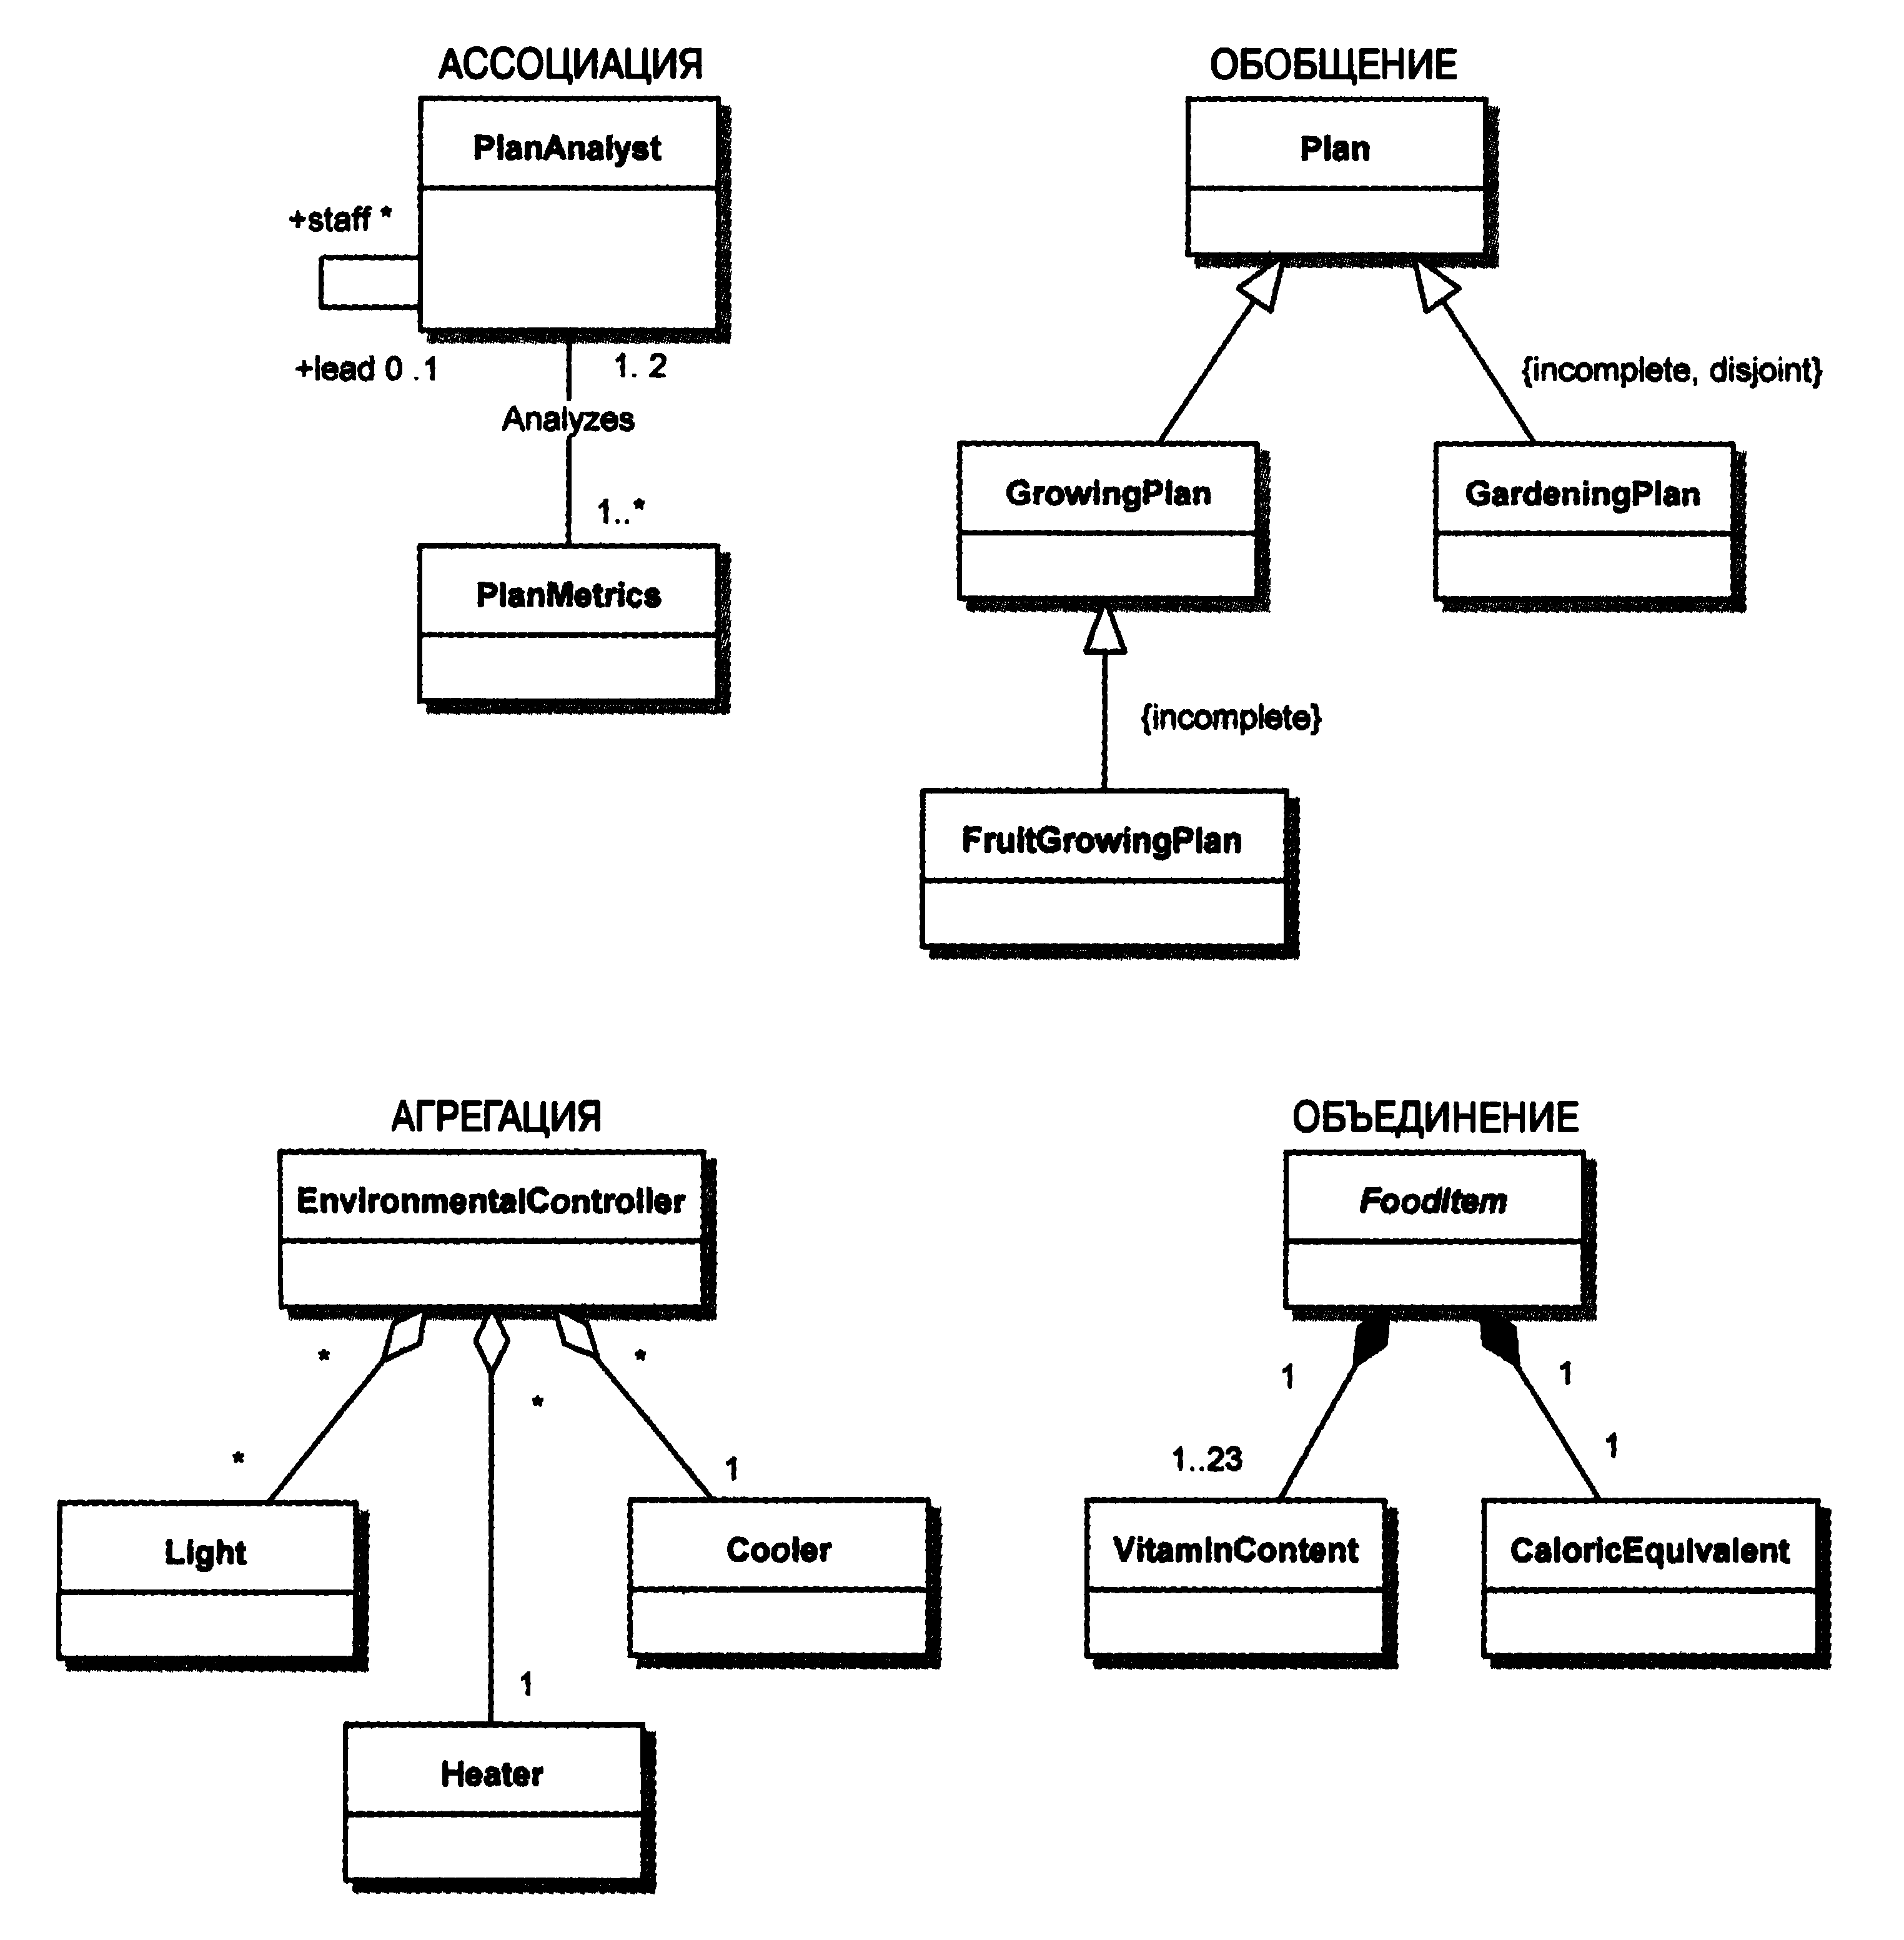 АССОЦИАЦИЯ
PlanAnalyst
+staff *
+lead 0 .1
1. 2
Analyzes
1..*
PlanMetrics
ОБОБЩЕНИЕ
Plan
{incomplete, disjoint}
GrowingPlan
GardeningPlan
{incomplete}
FruitGrowingPlan
АГРЕГАЦИЯ
EnvironmentalController
*
*
*
*
1
Light
Cooler
1
Heater
ОБЪЕДИНЕНИЕ
FoodItem
1
1
1..23
1
VitaminContent
CaloricEquivalent